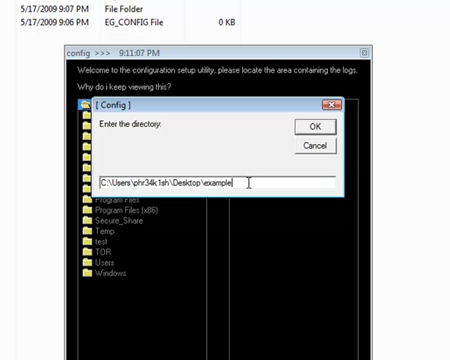 5/17/2009 9:07 PM File Folder
5/17/2009 9:06 PM EG_CONFIG File 0 KB
config >>> 9:11:07 PM
Welcome to the configuration setup utility, please locate the area containing the logs.
Why do i keep viewing this?
[ Config ]
Enter the directory:
OK
Cancel
C:\Users\phr34k1sh\Desktop\example
Program Files
Program Files (x86)
Secure_Share
Temp
test
TOR
Users
Windows